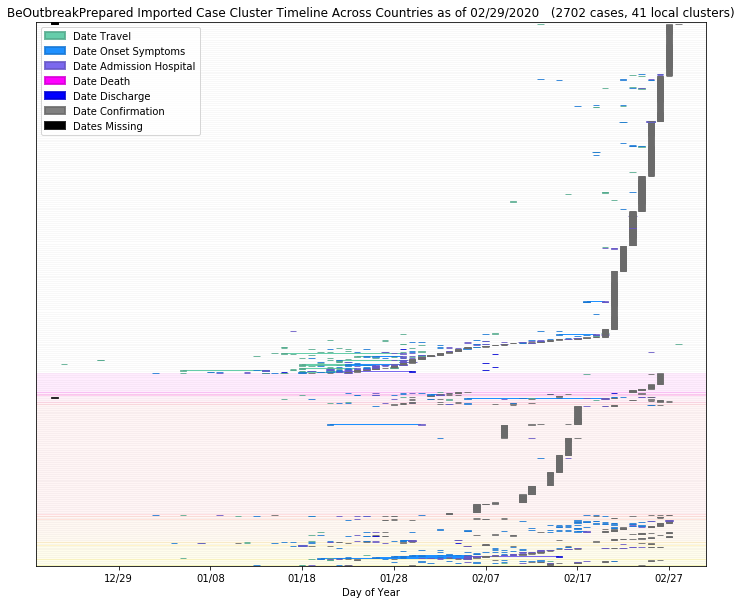 BeOutbreakPrepared Imported Case Cluster Timeline Across Countries as of 02/29/2020   (2702 cases, 41 local clusters)
Date Travel
Date Onset Symptoms
Date Admission Hospital
Date Death
Date Discharge
Date Confirmation
Dates Missing
12/29 01/08 01/18 01/28 02/07 02/17 02/27
Day of Year